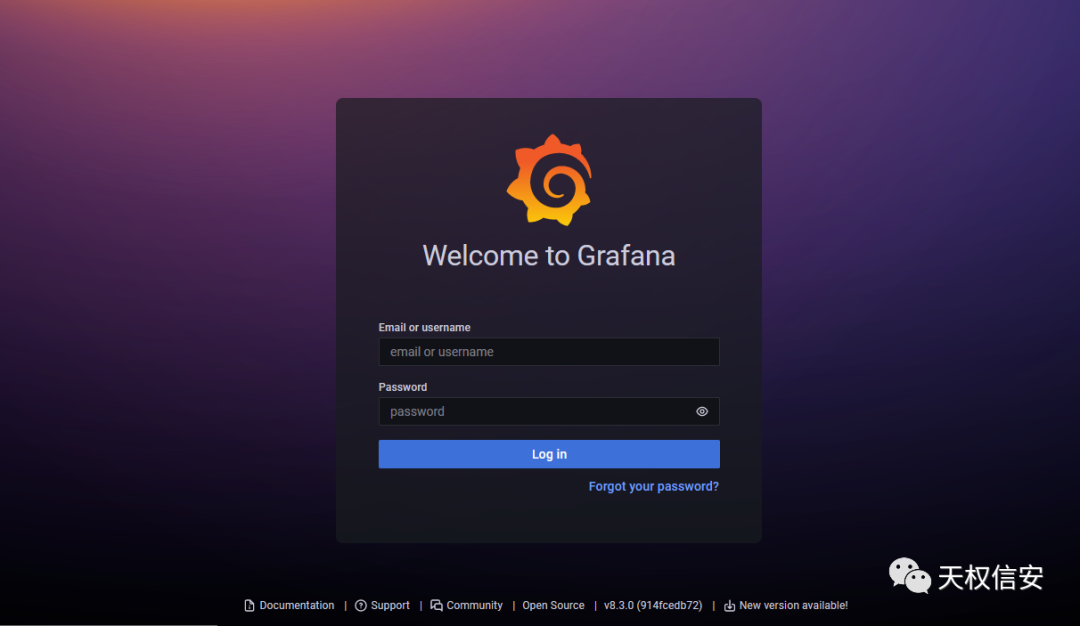 Welcome to Grafana
Email or username
email or username
Password
password
Log in
Forgot your password?
Documentation | Support | Community | Open Source | v8.3.0 (914fcedb72) | New version available!
天权信安